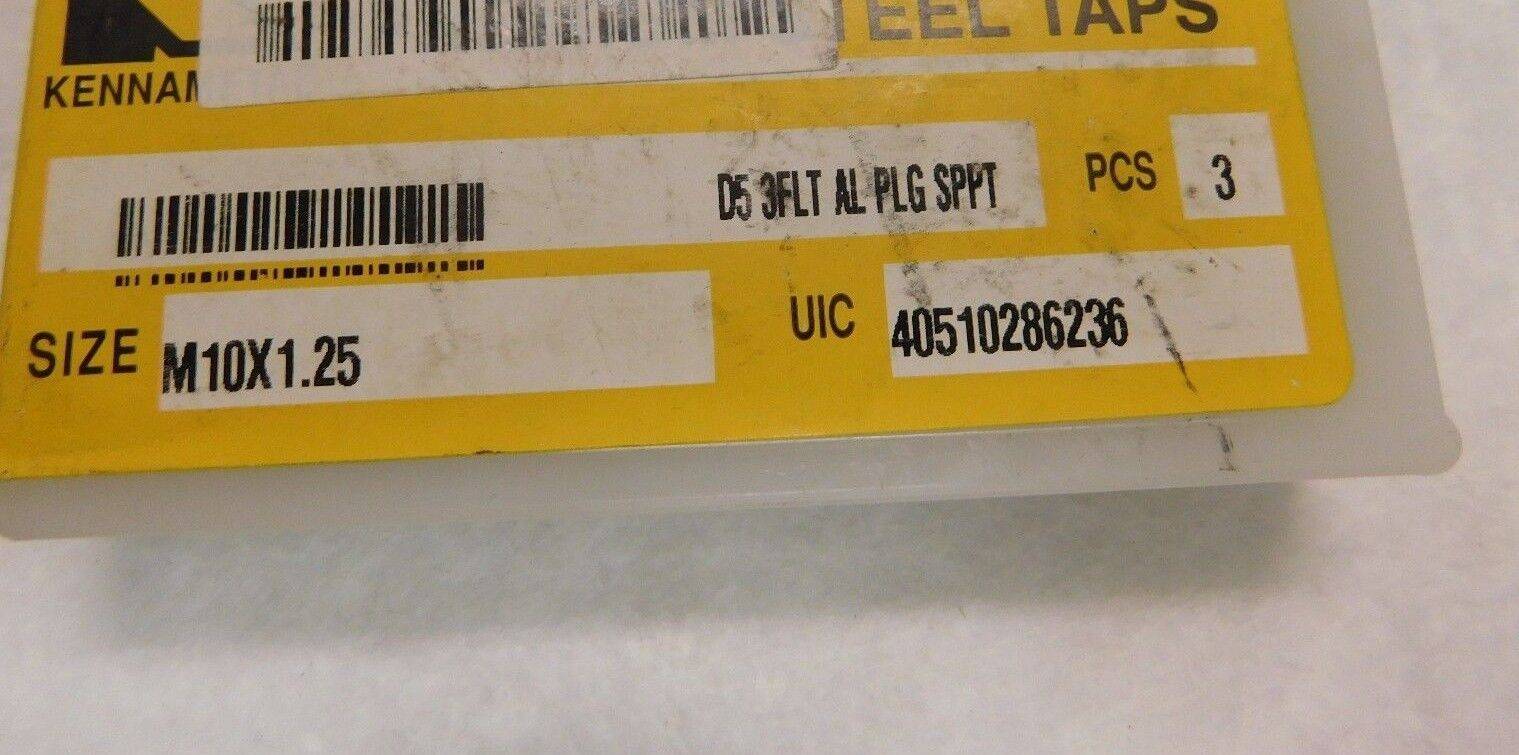 TEEL TAPS
KENNAM
D5 3FLT AL PLG SPPT
PCS 3
SIZE M10X1.25
UIC 40510286236